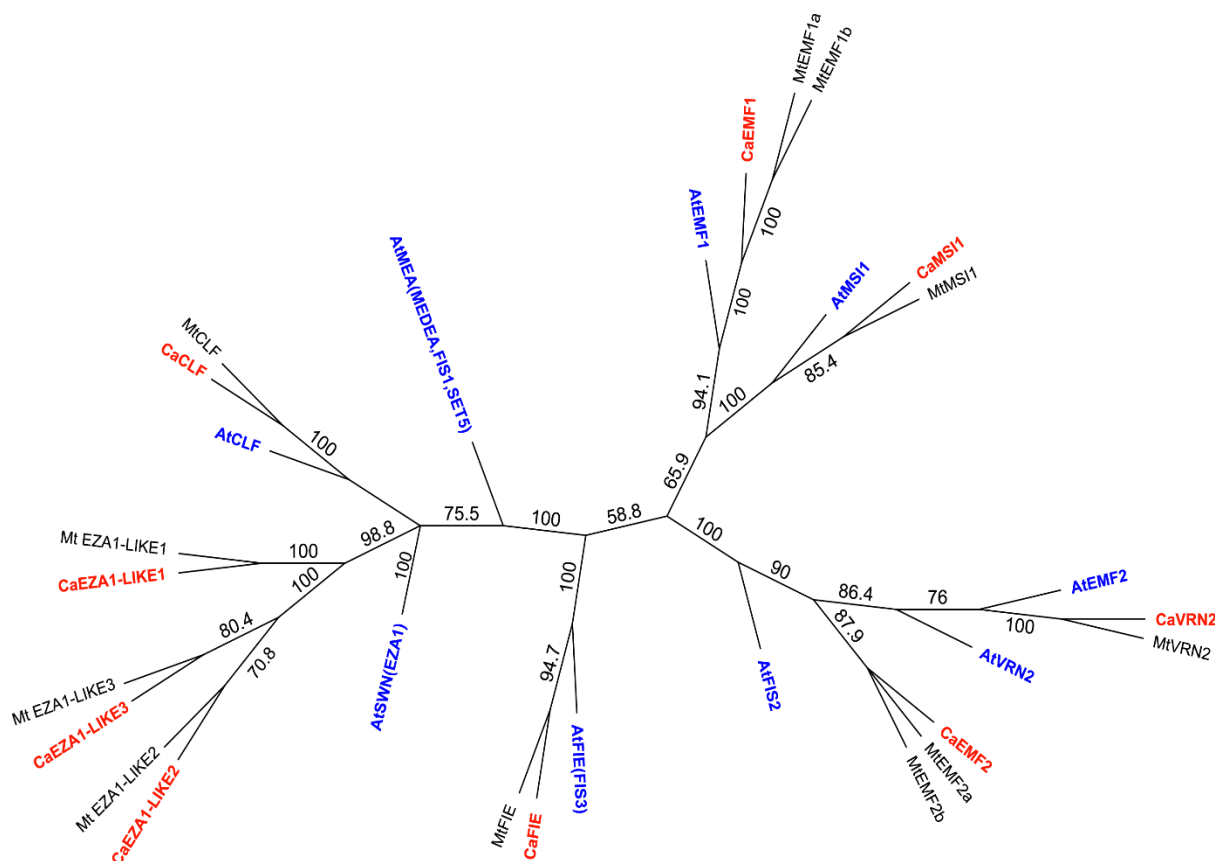 MtEMF1a
MtEMF1b
CaEMF1
AtEMF1
100
100
AtMEA(MEDEA,FIS1,SET5)
CaMSI1
MtMSI1
AtMSI1
94.1
100
85.4
MtCLF
CaCLF
AtCLF
100
65.9
75.5
100
58.8
100
Mt EZA1-LIKE1
CaEZA1-LIKE1
100
98.8
100
100
AtSWN(EZA1)
100
90
86.4
76
AtEMF2
CaVRN2
MtVRN2
100
87.9
AtVRN2
AtFIS2
80.4
70.8
Mt EZA1-LIKE3
CaEZA1-LIKE3
Mt EZA1-LIKE2
CaEZA1-LIKE2
94.7
AtFIE(FIS3)
MtFIE
CaFIE
CaEMF2
MtEMF2a
MtEMF2b